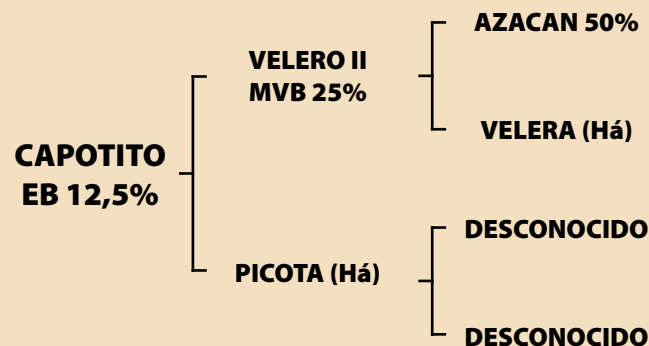 AZACAN 50%
VELERO II
MVB 25%
VELERA (Há)
CAPOTITO
EB 12,5%
DESCONOCIDO
PICOTA (Há)
DESCONOCIDO